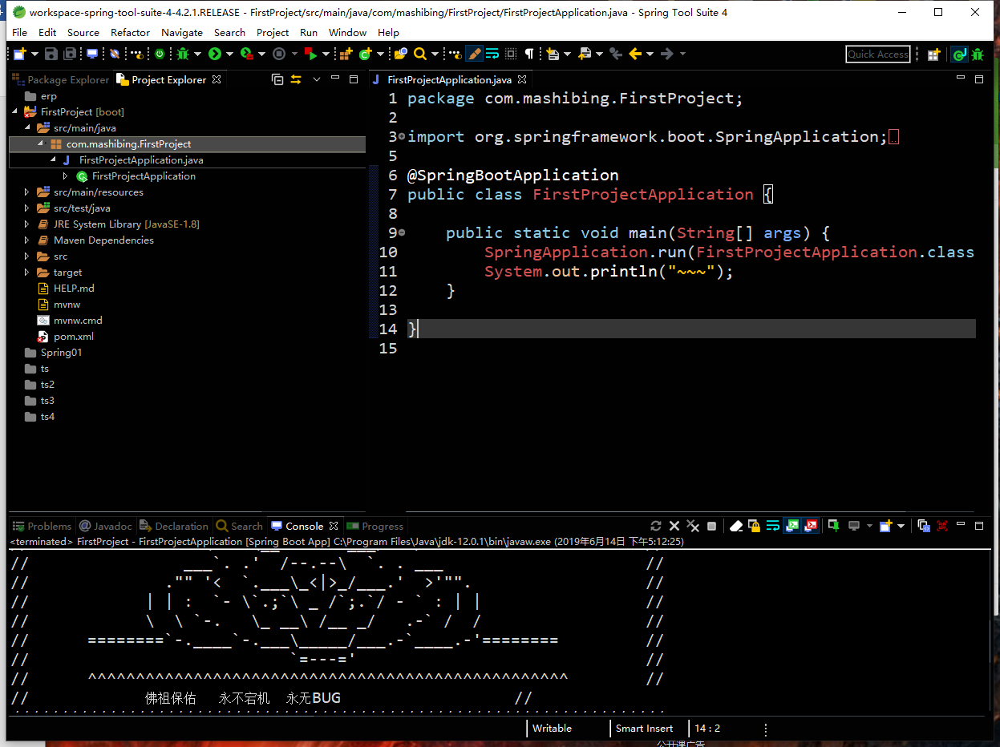 workspace-spring-tool-suite-4-4.2.1.RELEASE - FirstProject/src/main/java/com/mashibing/FirstProject/FirstProjectApplication.java - Spring Tool Suite 4
File Edit Source Refactor Navigate Search Project Run Window Help
Quick Access
Package Explorer Project Explorer
FirstProjectApplication.java
erp
FirstProject [boot]
src/main/java
com.mashibing.FirstProject
FirstProjectApplication.java
FirstProjectApplication
src/main/resources
src/test/java
JRE System Library [JavaSE-1.8]
Maven Dependencies
src
target
HELP.md
mvnw
mvnw.cmd
pom.xml
Spring01
ts
ts2
ts3
ts4
1 package com.mashibing.FirstProject;
2
3 import org.springframework.boot.SpringApplication;
5
6 @SpringBootApplication
7 public class FirstProjectApplication {
8
9 public static void main(String[] args) {
10 SpringApplication.run(FirstProjectApplication.class
11 System.out.println("~~~");
12 }
13
14 }
15
Problems Javadoc Declaration Search Console Progress
<terminated> FirstProject - FirstProjectApplication [Spring Boot App] C:\Program Files\Java\jdk-12.0.1\bin\javaw.exe (2019年6月14日 下午5:12:25)
//             ___`. .'  /--.--\  `. . ___                     //
//           ."" '<  `.___\_<|>_/___.'  >'"".                  //
//         | | :  `- \`.;`\ _ /`;.`/ - ` : | |                 //
//         \  \ `-.   \_ __\ /__ _/   .-` /  /                 //
//   ========`-.____`-.___\_____/___.-`____.-'========         //
//                        `=---='                              //
//   ^^^^^^^^^^^^^^^^^^^^^^^^^^^^^^^^^^^^^^^^^^^^^^^^^^        //
// 佛祖保佑 永不宕机 永无BUG //
Writable Smart Insert 14 : 2
公开课广告